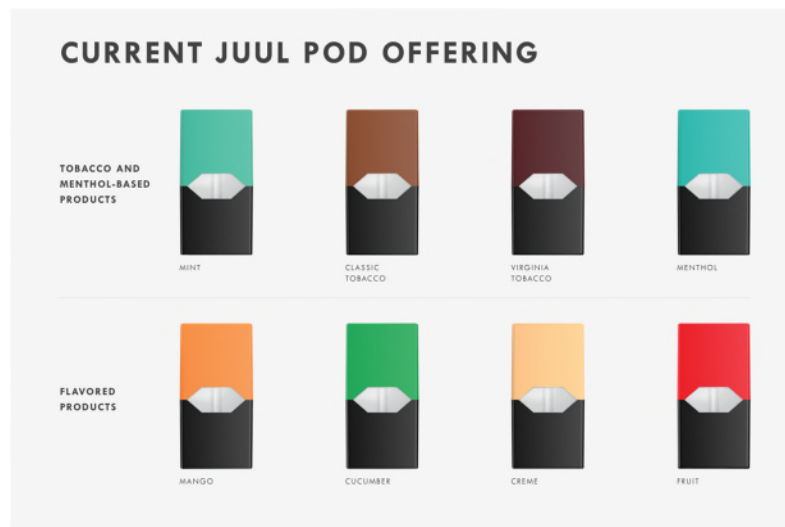 CURRENT JUUL POD OFFERING
TOBACCO AND
MENTHOL-BASED
PRODUCTS
MINT
CLASSIC
TOBACCO
VIRGINIA
TOBACCO
MENTHOL
FLAVORED
PRODUCTS
MANGO
CUCUMBER
CREME
FRUIT